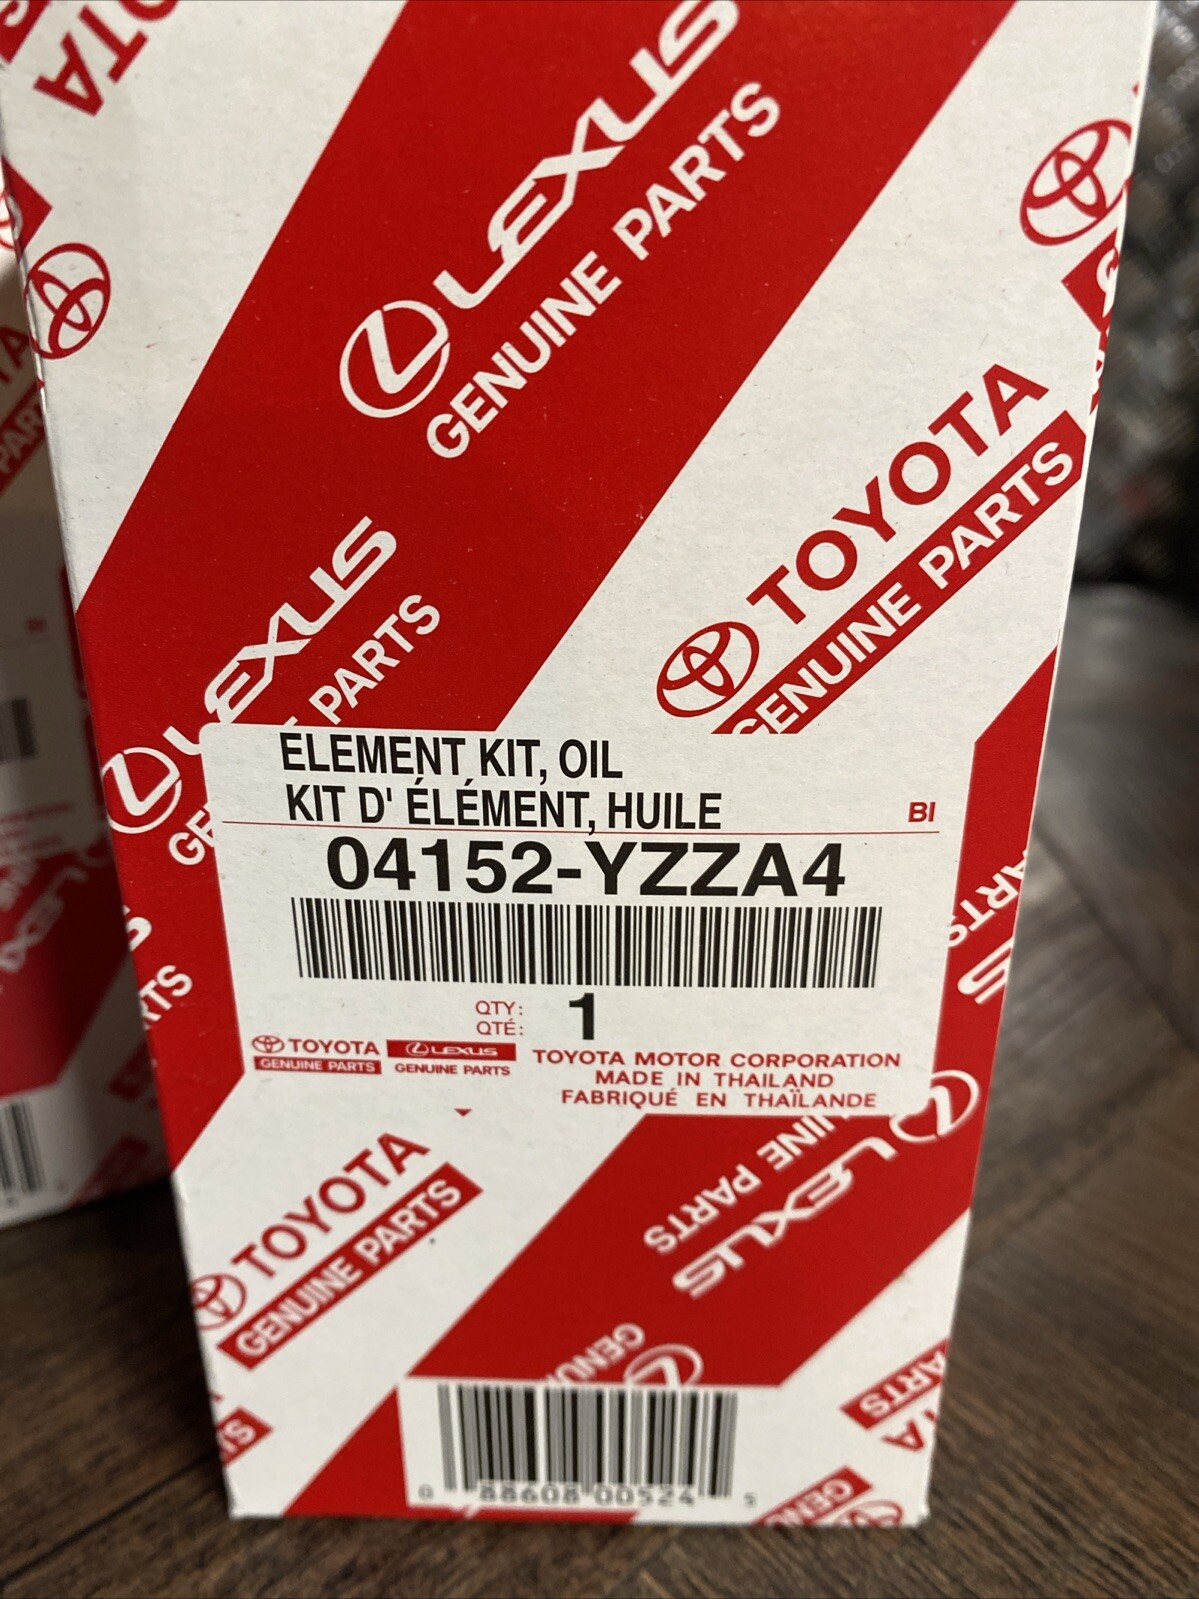 TOYOTA
LEXUS
GENUINE PARTS
TOYOTA
GENUINE PARTS
LEXUS
PARTS
ELEMENT KIT, OIL
KIT D' ÉLÉMENT, HUILE
BI
04152-YZZA4
QTY:
QTÉ:
1
TOYOTA
GENUINE PARTS
LEXUS
GENUINE PARTS
TOYOTA MOTOR CORPORATION
MADE IN THAILAND
FABRIQUÉ EN THAÏLANDE
TOYOTA
GENUINE PARTS
LEXUS
PARTS
0 88608 00524 5